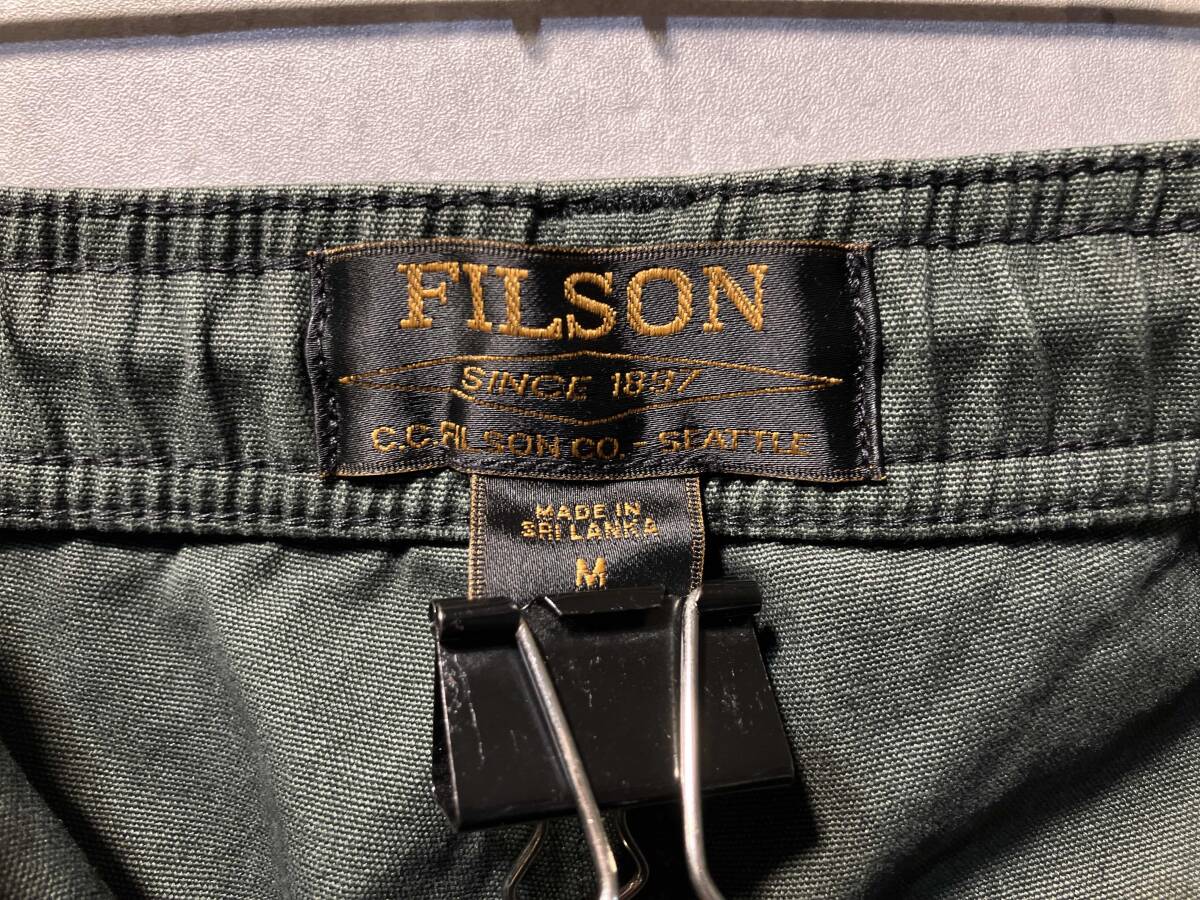 FILSON
SINCE 1897
C.C. FILSON CO. - SEATTLE
MADE IN
SRI LANKA
M